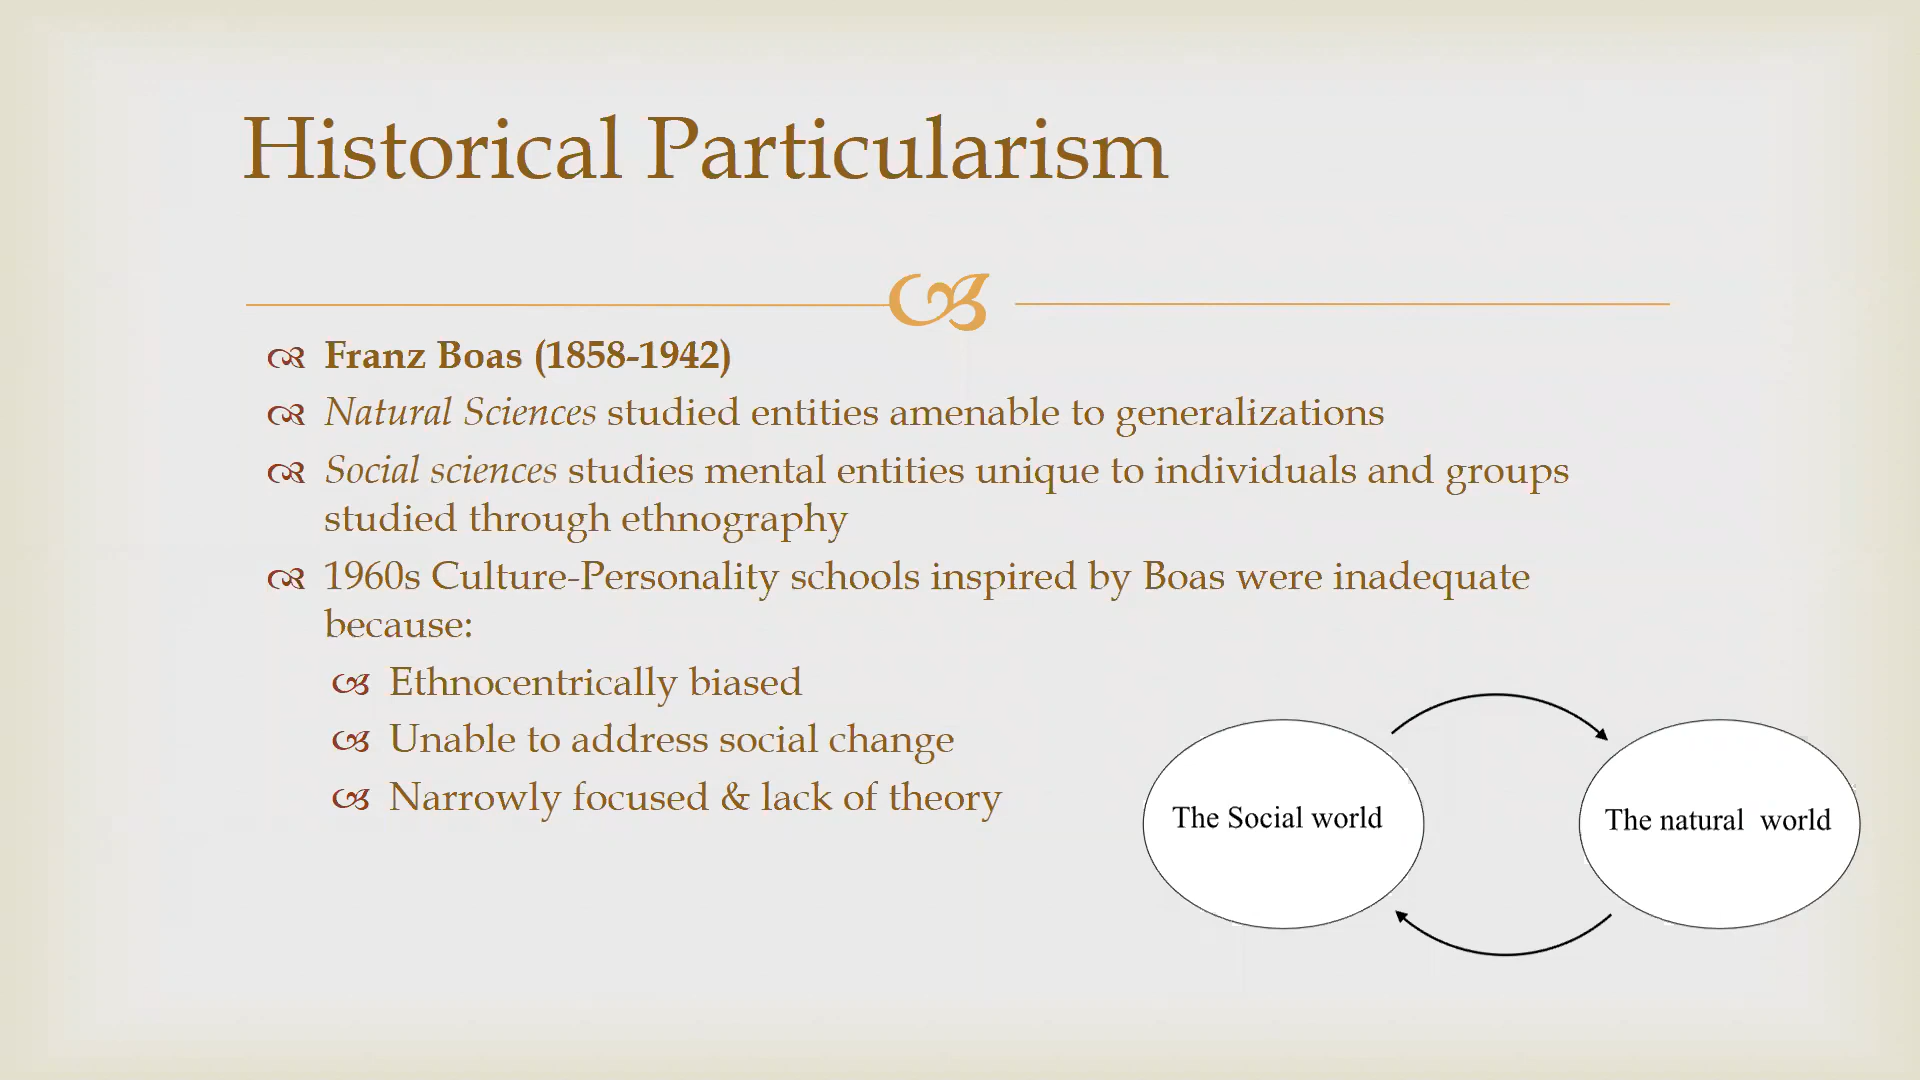 Historical Particularism
Franz Boas (1858-1942)
Natural Sciences studied entities amenable to generalizations
Social sciences studies mental entities unique to individuals and groups
studied through ethnography
1960s Culture-Personality schools inspired by Boas were inadequate
because:
Ethnocentrically biased
Unable to address social change
Narrowly focused & lack of theory
The Social world
The natural world